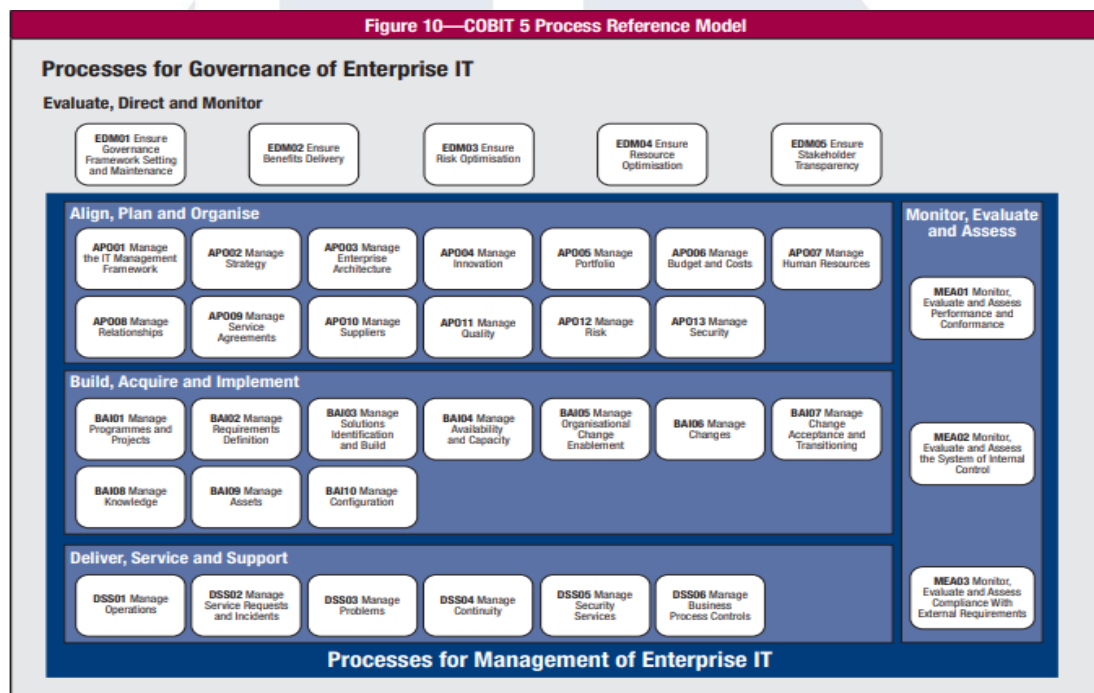 Figure 10—COBIT 5 Process Reference Model
Processes for Governance of Enterprise IT
Evaluate, Direct and Monitor
EDM01 Ensure
Governance
Framework Setting
and Maintenance
EDM02 Ensure
Benefits Delivery
EDM03 Ensure
Risk Optimisation
EDM04 Ensure
Resource
Optimisation
EDM05 Ensure
Stakeholder
Transparency
Align, Plan and Organise
APO01 Manage
the IT Management
Framework
APO02 Manage
Strategy
APO03 Manage
Enterprise
Architecture
APO04 Manage
Innovation
APO05 Manage
Portfolio
APO06 Manage
Budget and Costs
APO07 Manage
Human Resources
APO08 Manage
Relationships
APO09 Manage
Service
Agreements
APO10 Manage
Suppliers
APO11 Manage
Quality
APO12 Manage
Risk
APO13 Manage
Security
Build, Acquire and Implement
BAI01 Manage
Programmes and
Projects
BAI02 Manage
Requirements
Definition
BAI03 Manage
Solutions
Identification
and Build
BAI04 Manage
Availability
and Capacity
BAI05 Manage
Organisational
Change
Enablement
BAI06 Manage
Changes
BAI07 Manage
Change
Acceptance and
Transitioning
BAI08 Manage
Knowledge
BAI09 Manage
Assets
BAI10 Manage
Configuration
Deliver, Service and Support
DSS01 Manage
Operations
DSS02 Manage
Service Requests
and Incidents
DSS03 Manage
Problems
DSS04 Manage
Continuity
DSS05 Manage
Security
Services
DSS06 Manage
Business
Process Controls
Monitor, Evaluate
and Assess
MEA01 Monitor,
Evaluate and Assess
Performance and
Conformance
MEA02 Monitor,
Evaluate and Assess
the System of Internal
Control
MEA03 Monitor,
Evaluate and Assess
Compliance With
External Requirements
Processes for Management of Enterprise IT